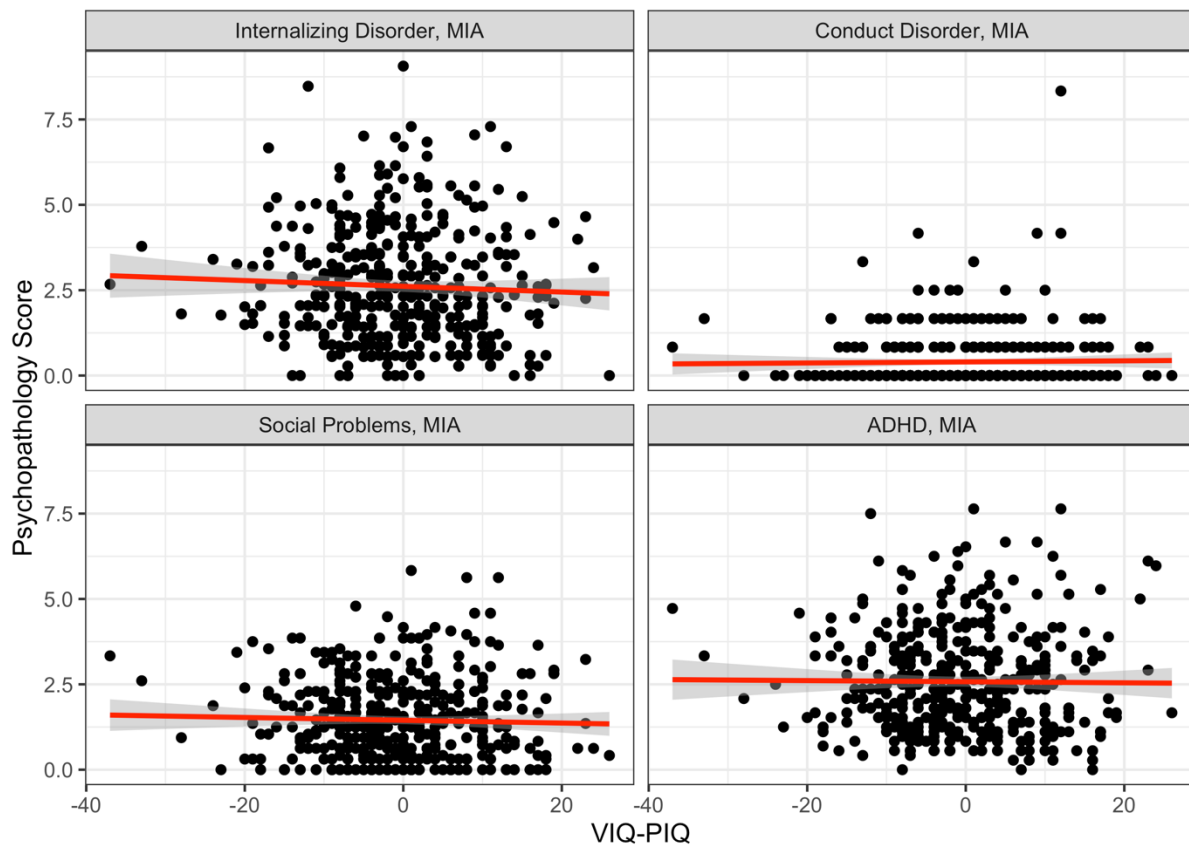 Internalizing Disorder, MIA
Conduct Disorder, MIA
7.5
5.0
2.5
0.0
Social Problems, MIA
ADHD, MIA
7.5
5.0
2.5
0.0
-40
-20
0
20
-40
-20
0
20
VIQ-PIQ
Psychopathology Score